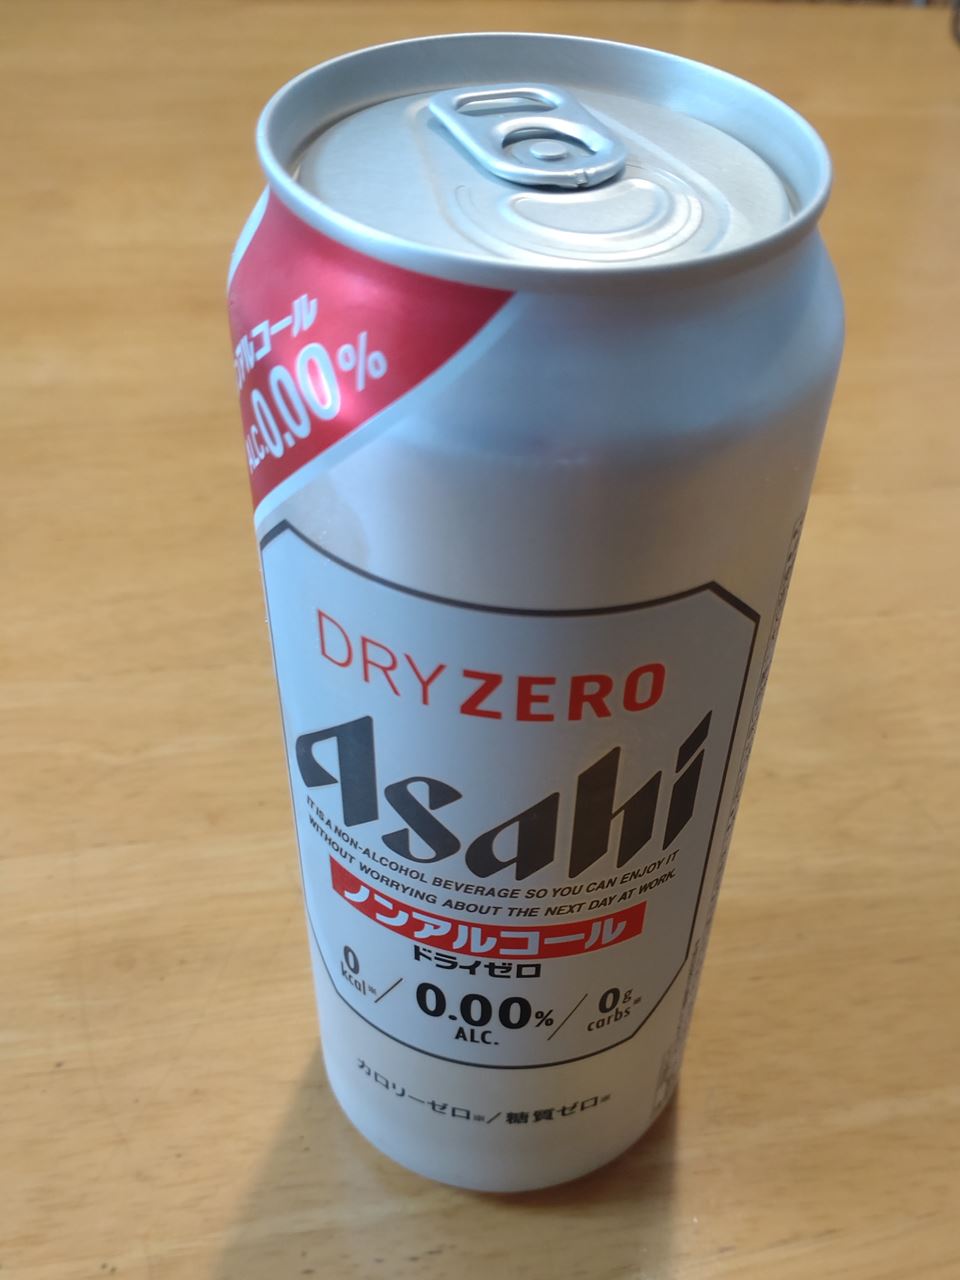 ノンアルコール
ALC.0.00%
DRY ZERO
Asahi
IT IS A NON-ALCOHOL BEVERAGE SO YOU CAN ENJOY IT
WITHOUT WORRYING ABOUT THE NEXT DAY AT WORK.
ノンアルコール
ドライゼロ
0 kcal※ / 0.00% ALC. / 0g carbs※
カロリーゼロ※/糖質ゼロ※